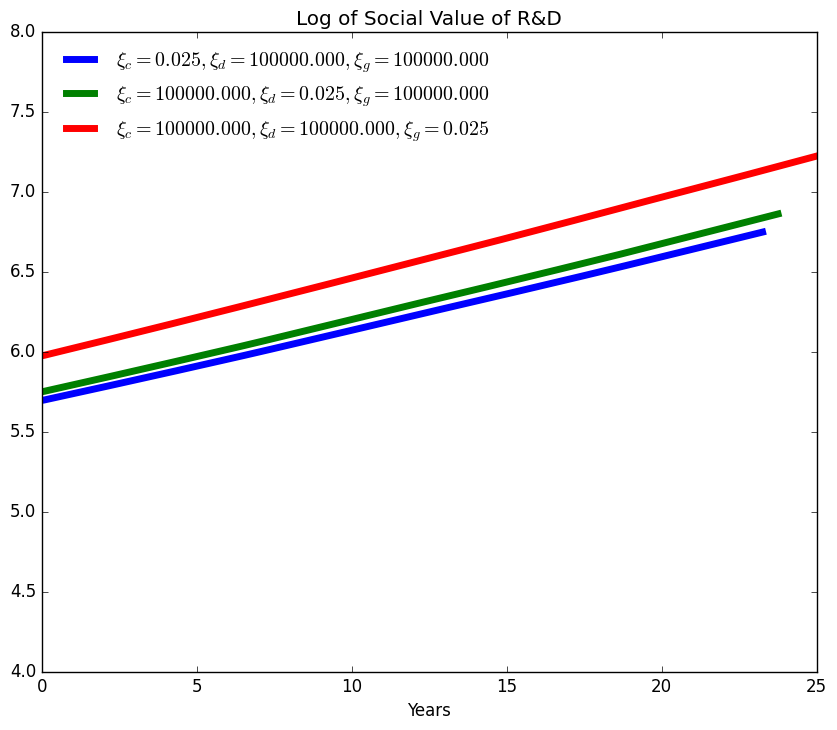 Log of Social Value of R&D
8.0
ξc = 0.025, ξd = 100000.000, ξg = 100000.000
ξc = 100000.000, ξd = 0.025, ξg = 100000.000
ξc = 100000.000, ξd = 100000.000, ξg = 0.025
7.5
7.0
6.5
6.0
5.5
5.0
4.5
4.0
0 5 10 15 20 25
Years